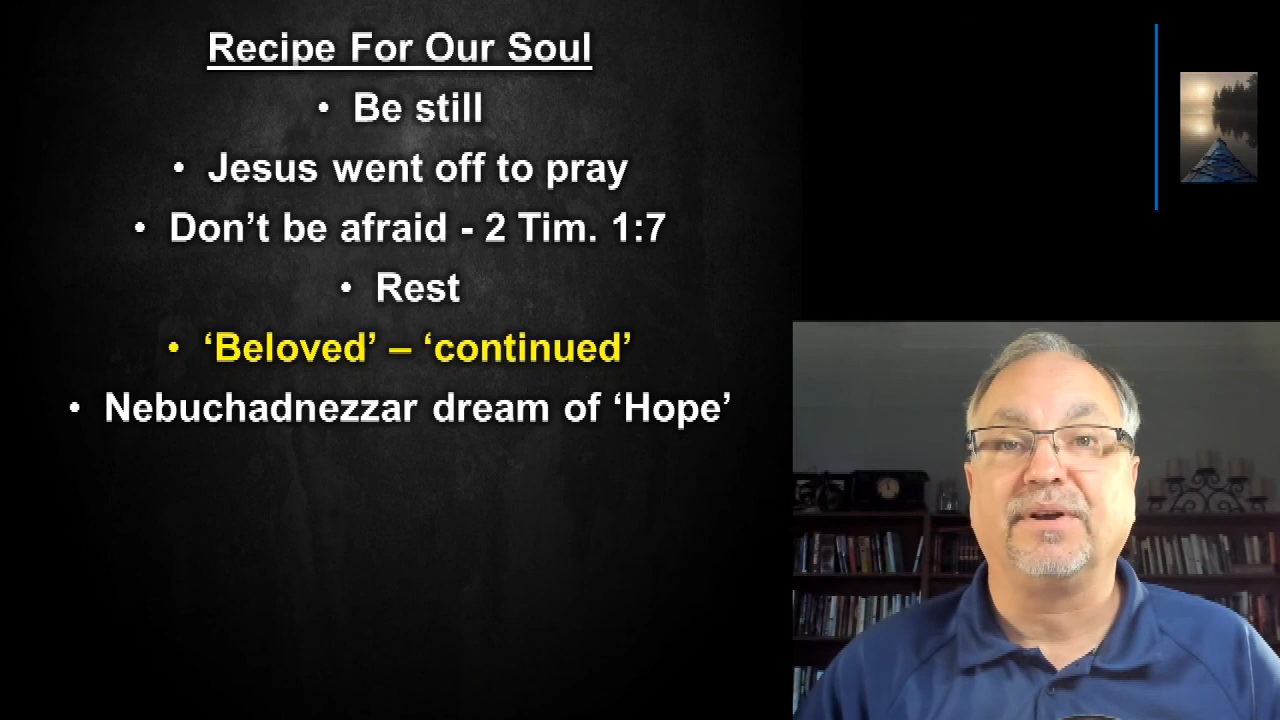 Recipe For Our Soul
• Be still
• Jesus went off to pray
• Don’t be afraid - 2 Tim. 1:7
• Rest
• ‘Beloved’ – ‘continued’
• Nebuchadnezzar dream of ‘Hope’